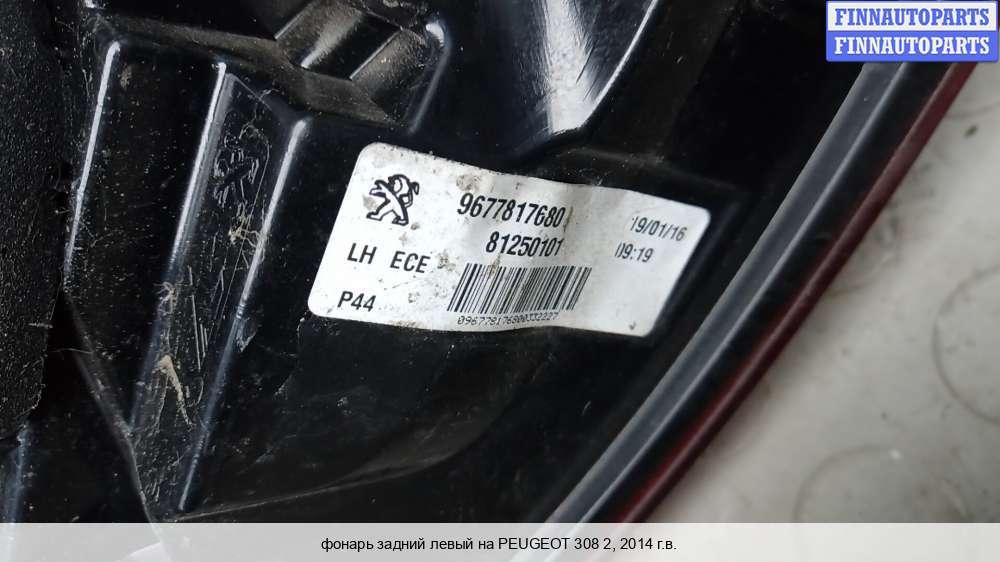 FINNAUTOPARTS
FINNAUTOPARTS
9677817680
19/01/16
81250101
09:19
LH ECE
P44
096778176800332227
фонарь задний левый на PEUGEOT 308 2, 2014 г.в.